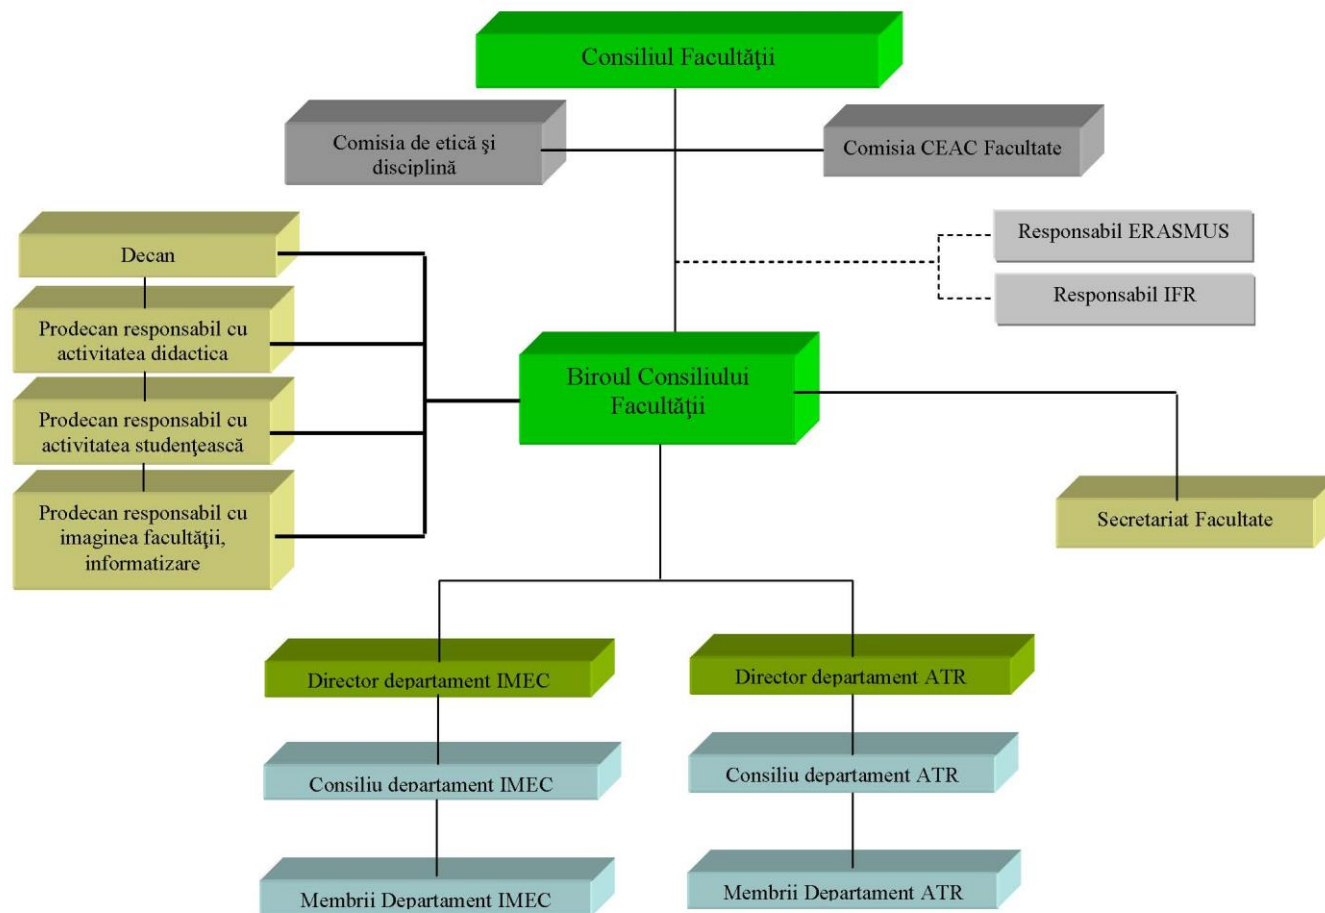 Consiliul Facultăţii
Comisia de etică şi
disciplină
Comisia CEAC Facultate
Responsabil ERASMUS
Responsabil IFR
Decan
Prodecan responsabil cu
activitatea didactica
Prodecan responsabil cu
activitatea studenţească
Prodecan responsabil cu
imaginea facultăţii,
informatizare
Biroul Consiliului
Facultăţii
Secretariat Facultate
Director departament IMEC
Director departament ATR
Consiliu departament IMEC
Consiliu departament ATR
Membrii Departament IMEC
Membrii Departament ATR